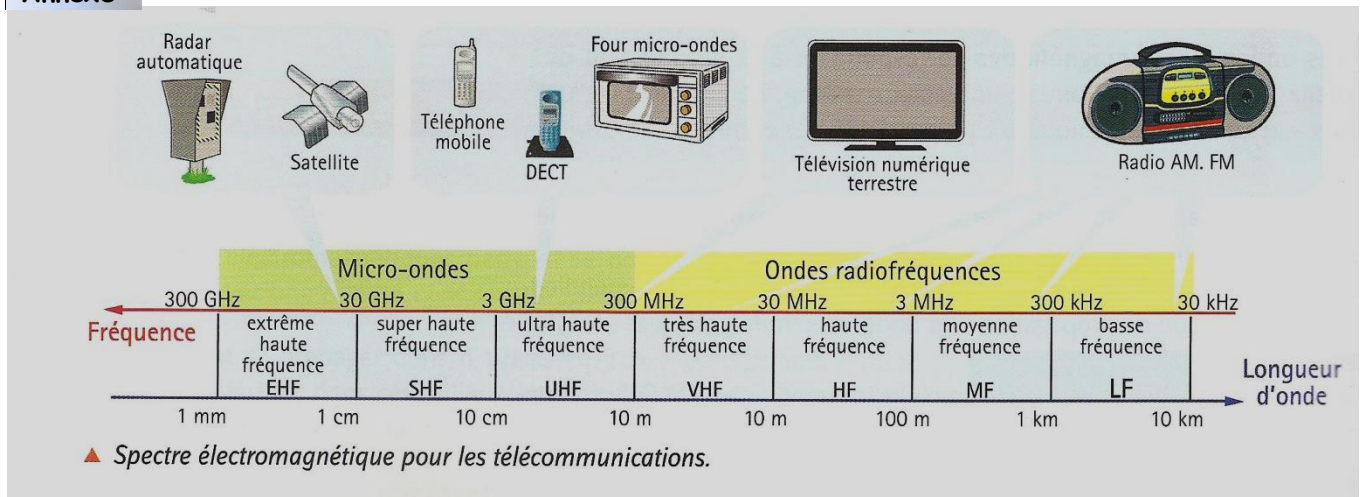 Annexe
Radar
automatique
Satellite
Téléphone
mobile
DECT
Four micro-ondes
Télévision numérique
terrestre
Radio AM. FM
Micro-ondes
Ondes radiofréquences
300 GHz
30 GHz
3 GHz
300 MHz
30 MHz
3 MHz
300 kHz
30 kHz
Fréquence
extrême
haute
fréquence
EHF
super haute
fréquence
SHF
ultra haute
fréquence
UHF
très haute
fréquence
VHF
haute
fréquence
HF
moyenne
fréquence
MF
basse
fréquence
LF
Longueur
d'onde
1 mm
1 cm
10 cm
10 m
10 m
100 m
1 km
10 km
▲ Spectre électromagnétique pour les télécommunications.